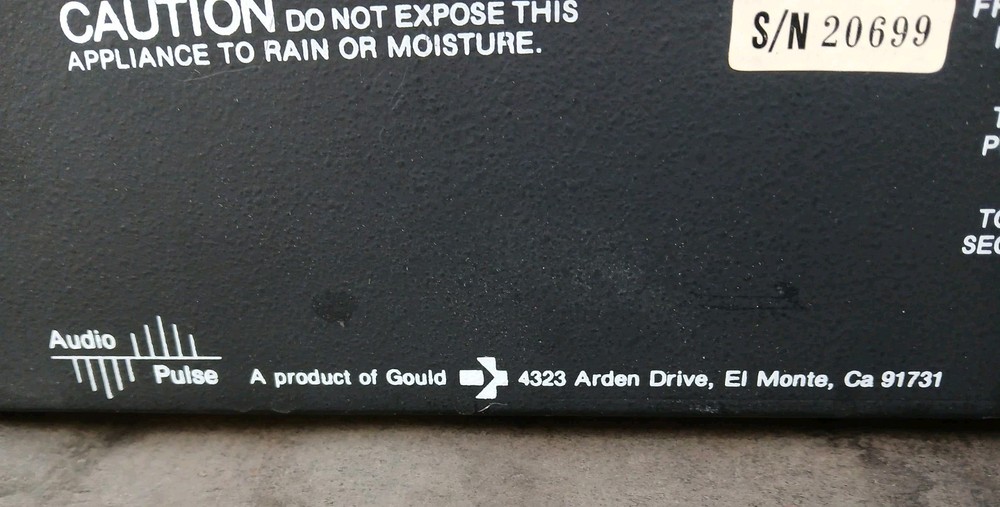 CAUTION DO NOT EXPOSE THIS
APPLIANCE TO RAIN OR MOISTURE.
S/N 20699
Audio
Pulse
A product of Gould 4323 Arden Drive, El Monte, Ca 91731